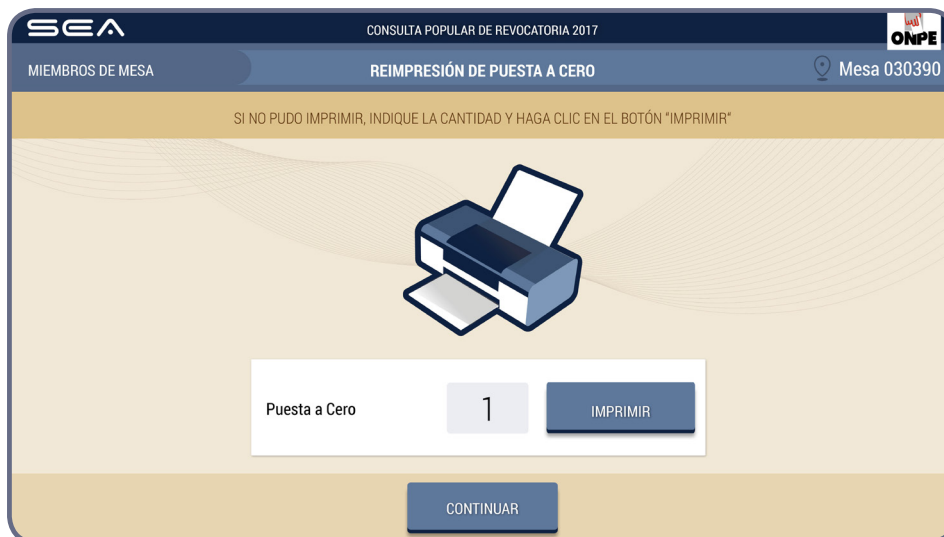 SEA
CONSULTA POPULAR DE REVOCATORIA 2017
ONPE
MIEMBROS DE MESA
REIMPRESIÓN DE PUESTA A CERO
Mesa 030390
SI NO PUDO IMPRIMIR, INDIQUE LA CANTIDAD Y HAGA CLIC EN EL BOTÓN "IMPRIMIR"
Puesta a Cero
1
IMPRIMIR
CONTINUAR